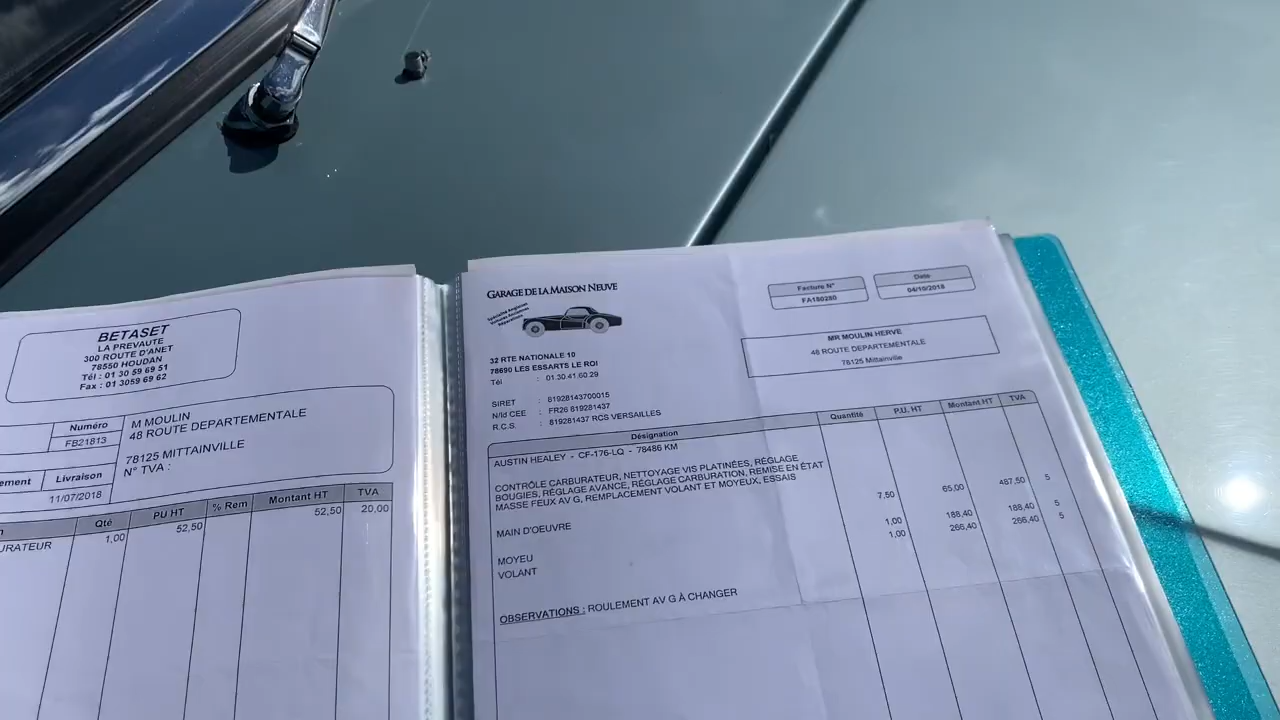 BETASET
LA PREVAUTE
300 ROUTE D'ANET
78550 HOUDAN
Tél : 01 30 59 69 51
Fax : 01 3059 69 62
Numéro
FB21813
Livraison
11/07/2018
M MOULIN
48 ROUTE DEPARTEMENTALE
78125 MITTAINVILLE
N° TVA :
Qté PU HT % Rem Montant HT TVA
URATEUR 1,00 52,50 52,50 20,00
GARAGE DE LA MAISON NEUVE
Spécialité Anglaises
Voitures Anciennes
Réparations
32 RTE NATIONALE 10
78690 LES ESSARTS LE ROI
Tél : 01.30.41.60.29
SIRET : 81928143700015
N/Id CEE : FR26 819281437
R.C.S. : 819281437 RCS VERSAILLES
Facture N°
FA180280
Date
04/10/2018
MR MOULIN HERVE
48 ROUTE DEPARTEMENTALE
78125 Mittainville
Désignation Quantité P.U. HT Montant HT TVA
AUSTIN HEALEY - CF-176-LQ - 78486 KM
CONTRÔLE CARBURATEUR, NETTOYAGE VIS PLATINÉES, RÉGLAGE
BOUGIES, RÉGLAGE AVANCE, RÉGLAGE CARBURATION, REMISE EN ÉTAT
MASSE FEUX AV G, REMPLACEMENT VOLANT ET MOYEUX, ESSAIS
MAIN D'OEUVRE 7,50 65,00 487,50 5
MOYEU 1,00 188,40 188,40 5
VOLANT 1,00 266,40 266,40 5
OBSERVATIONS : ROULEMENT AV G À CHANGER